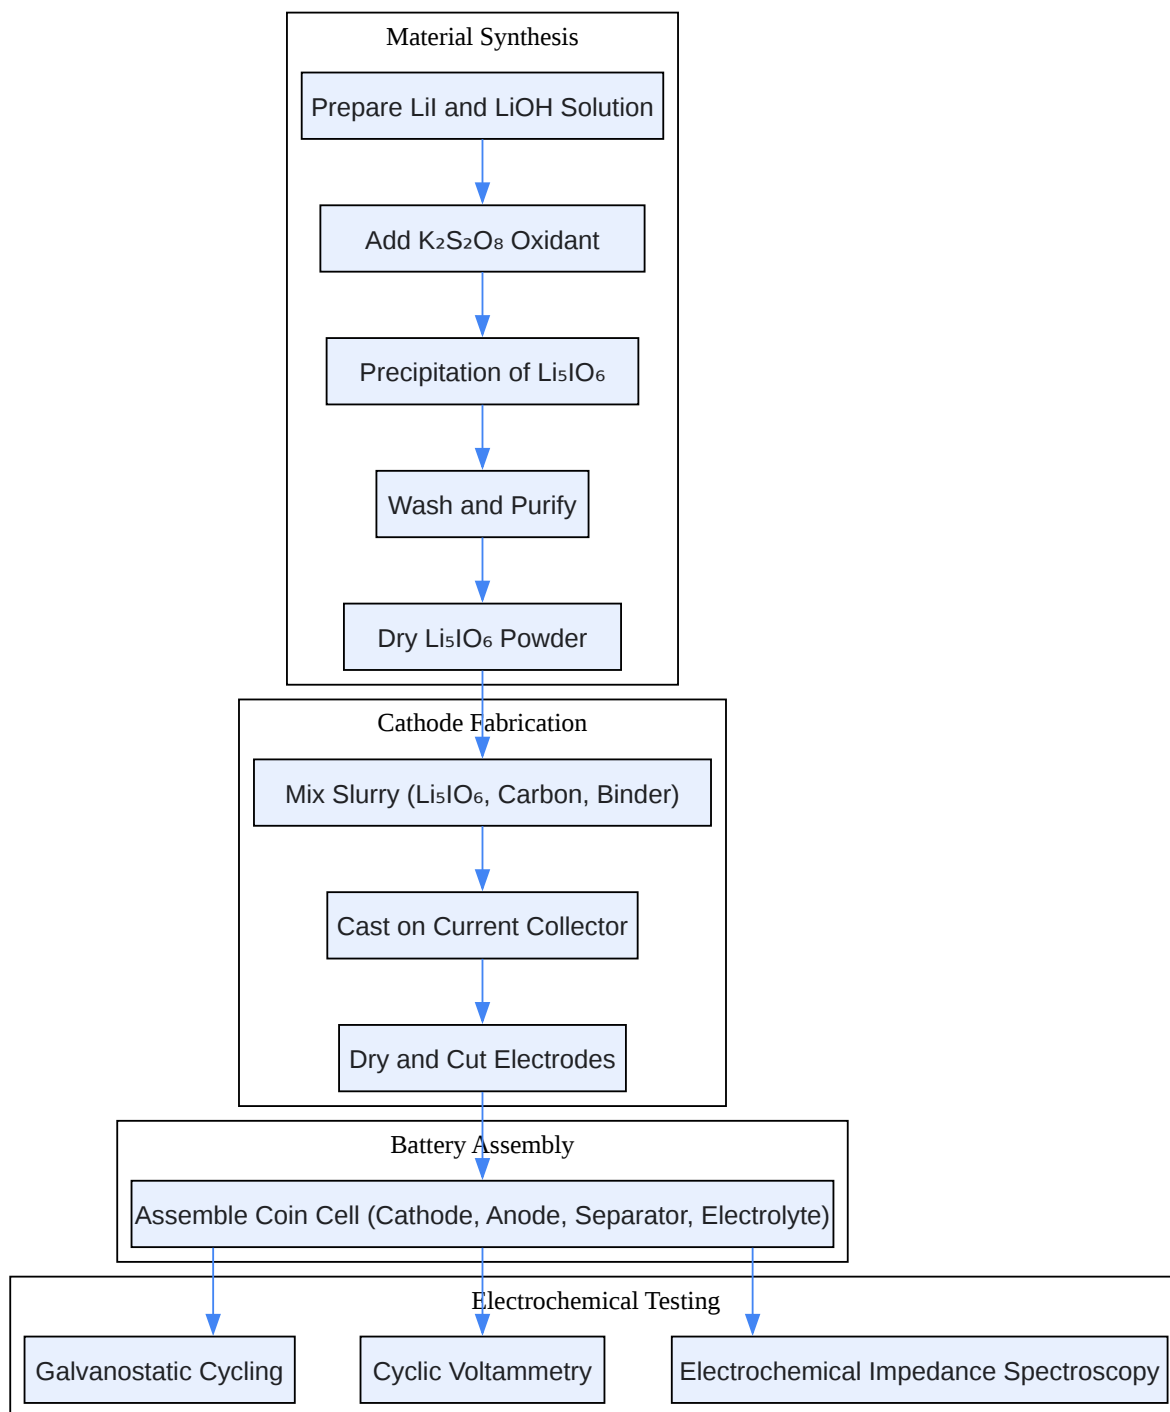 Material Synthesis
Prepare LiI and LiOH Solution
Add K₂S₂O₈ Oxidant
Precipitation of Li₅IO₆
Wash and Purify
Dry Li₅IO₆ Powder
Cathode Fabrication
Mix Slurry (Li₅IO₆, Carbon, Binder)
Cast on Current Collector
Dry and Cut Electrodes
Battery Assembly
Assemble Coin Cell (Cathode, Anode, Separator, Electrolyte)
Electrochemical Testing
Galvanostatic Cycling
Cyclic Voltammetry
Electrochemical Impedance Spectroscopy